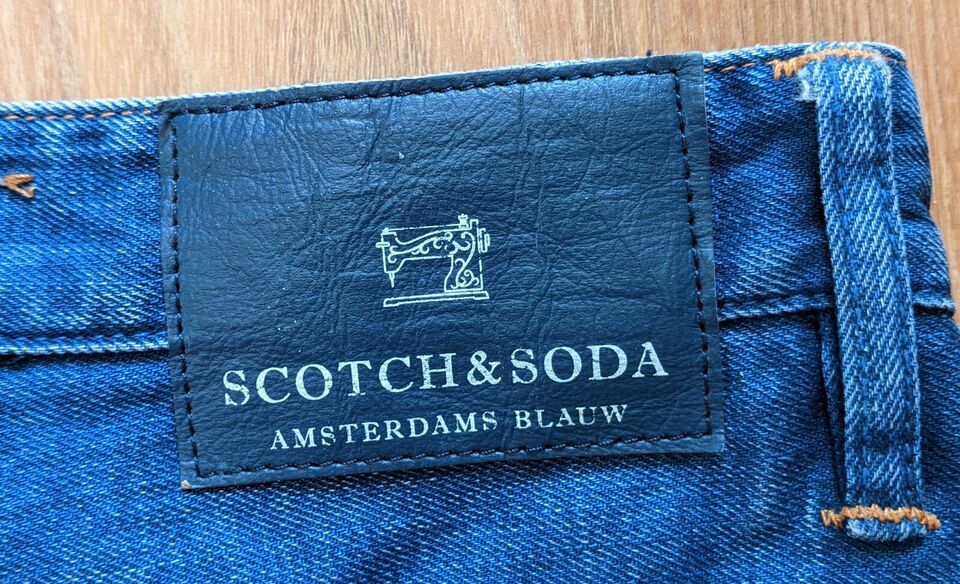 SCOTCH & SODA
AMSTERDAMS BLAUW